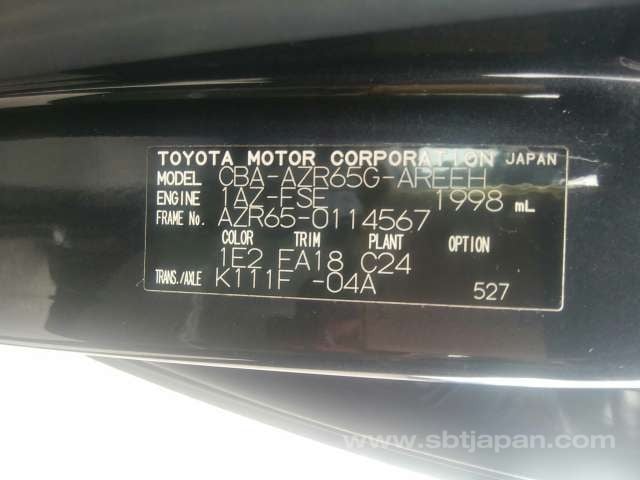 TOYOTA MOTOR CORPORATION JAPAN
MODEL CBA-AZR65G-AREEH
ENGINE 1AZ-FSE 1998 mL
FRAME No. AZR65-0114567
COLOR TRIM PLANT OPTION
1E2 FA18 C24
TRANS./AXLE K111F -04A 527
www.sbtjapan.com